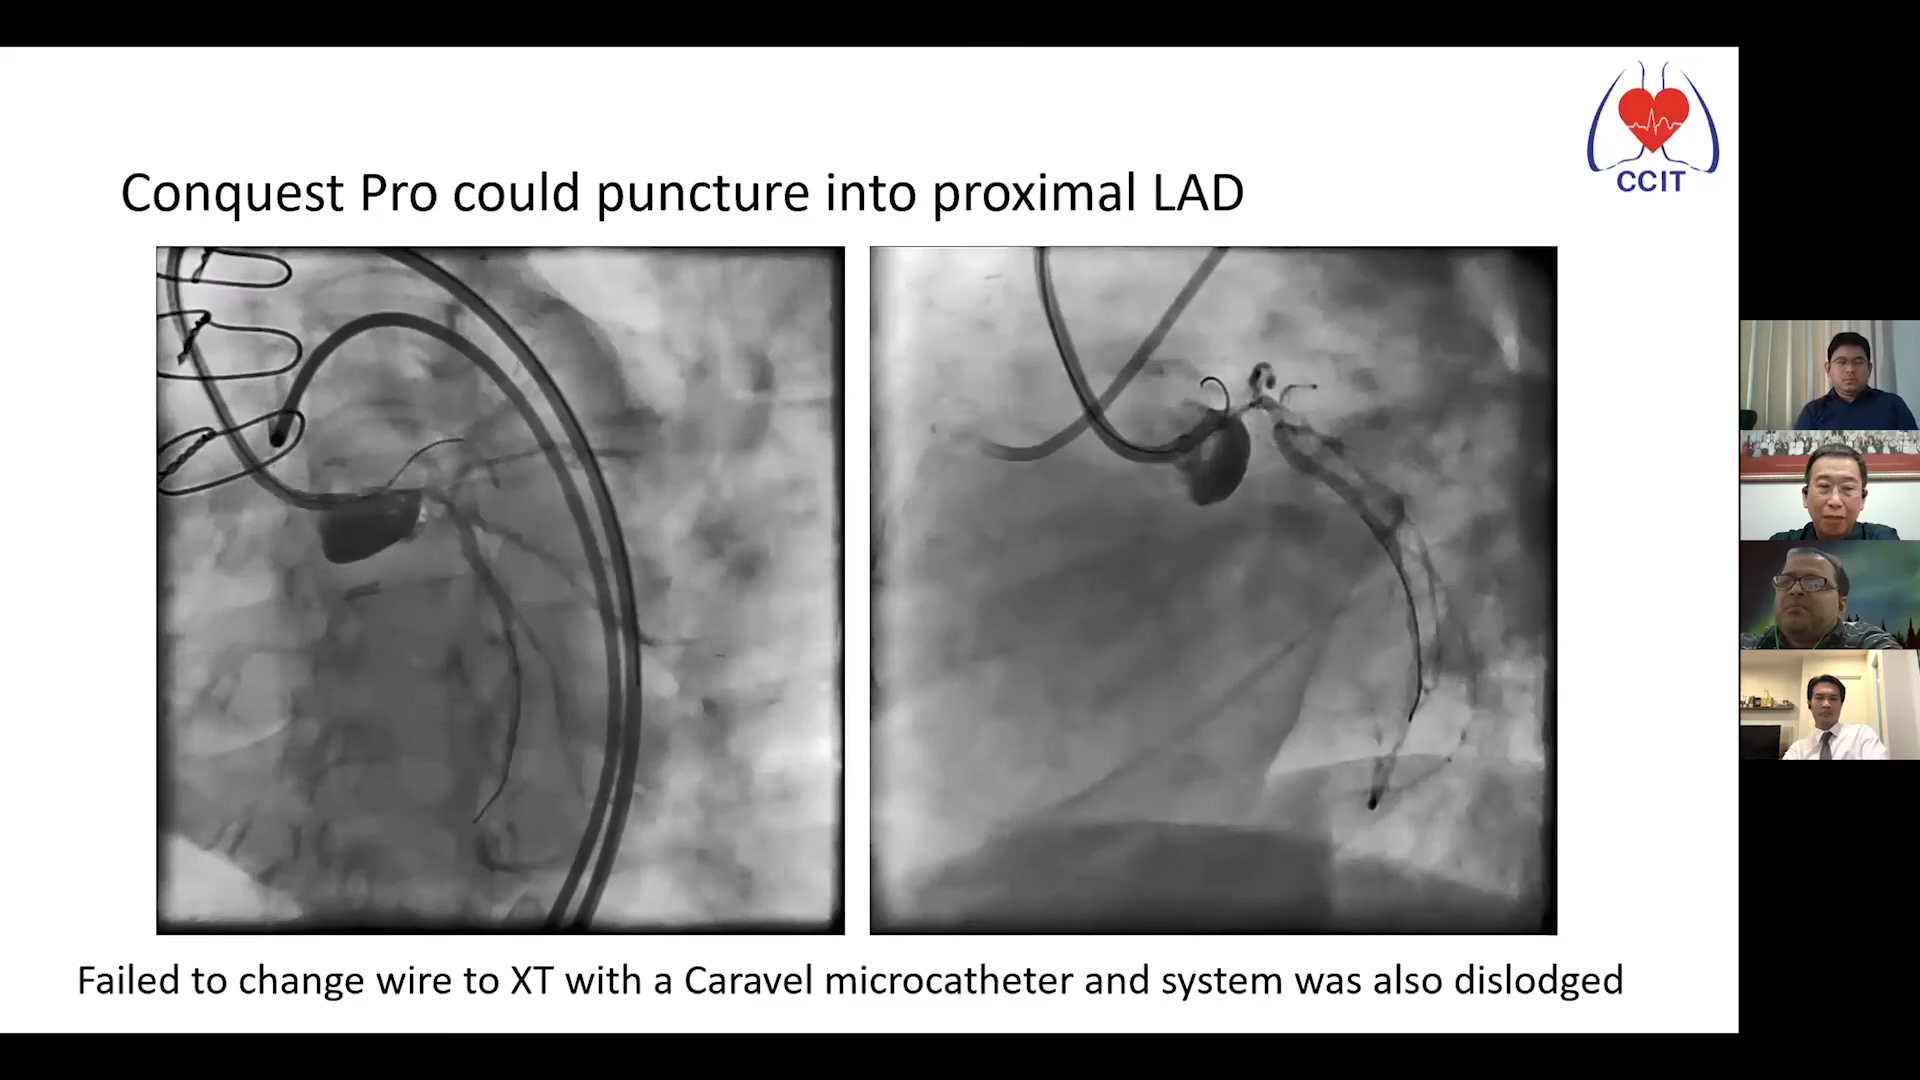 CCIT
Conquest Pro could puncture into proximal LAD
Failed to change wire to XT with a Caravel microcatheter and system was also dislodged